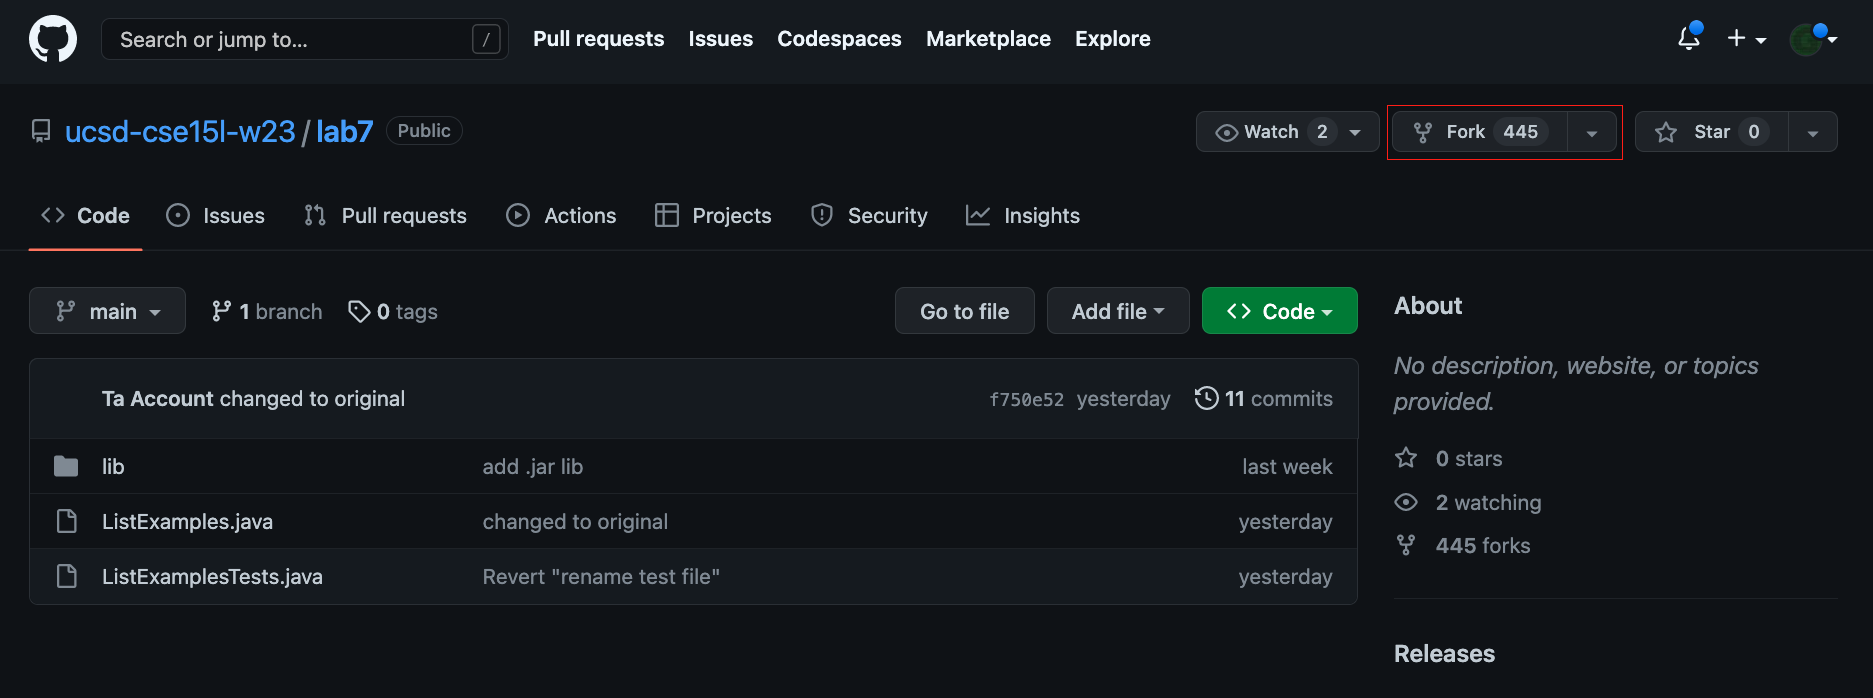 Search or jump to... / Pull requests Issues Codespaces Marketplace Explore
ucsd-cse15l-w23 / lab7 Public Watch 2 Fork 445 Star 0
Code Issues Pull requests Actions Projects Security Insights
main 1 branch 0 tags Go to file Add file Code
Ta Account changed to original f750e52 yesterday 11 commits
lib add .jar lib last week
ListExamples.java changed to original yesterday
ListExamplesTests.java Revert "rename test file" yesterday
About
No description, website, or topics
provided.
0 stars
2 watching
445 forks
Releases